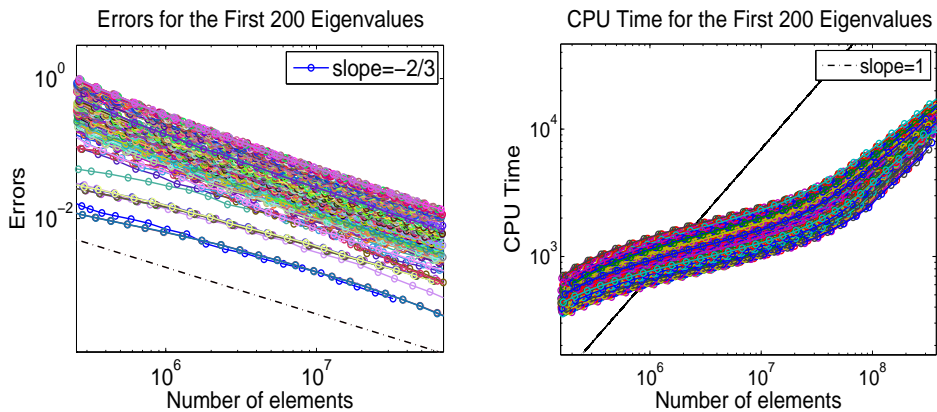 Errors for the First 200 Eigenvalues
slope=−2/3
10^0
10^−2
Errors
10^6
10^7
Number of elements
CPU Time for the First 200 Eigenvalues
slope=1
10^4
10^3
CPU Time
10^6
10^7
10^8
Number of elements